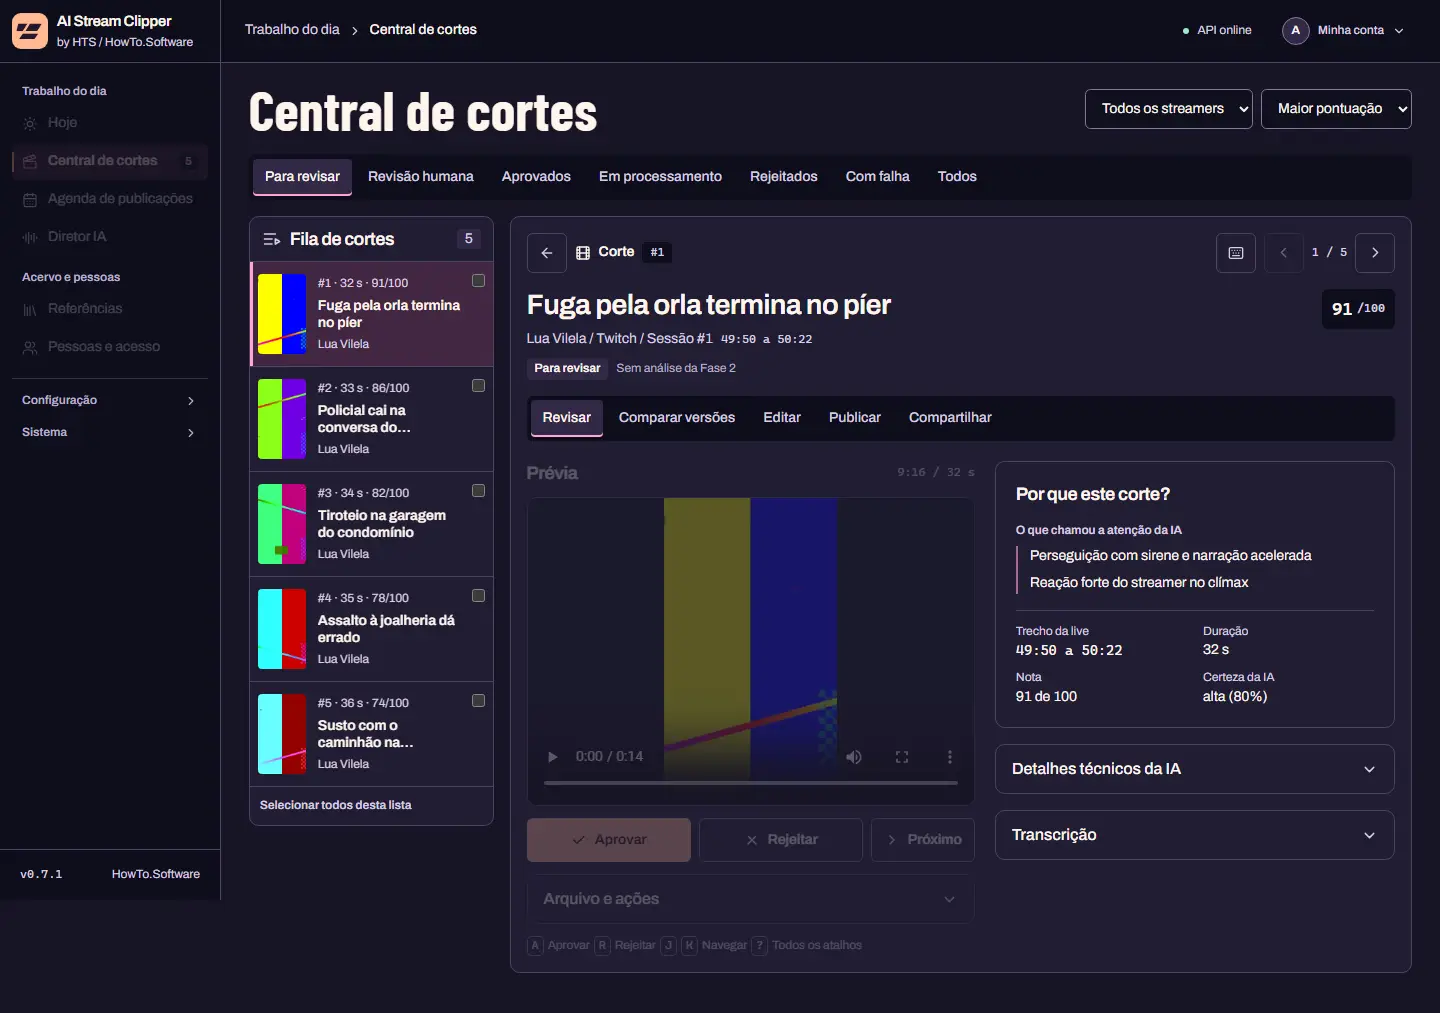 AI Stream Clipper
by HTS / HowTo.Software
Trabalho do dia
Hoje
Central de cortes 5
Agenda de publicações
Diretor IA
Acervo e pessoas
Referências
Pessoas e acesso
Configuração
Sistema
v0.7.1 HowTo.Software
Trabalho do dia > Central de cortes
API online
A Minha conta
Central de cortes
Todos os streamers
Maior pontuação
Para revisar Revisão humana Aprovados Em processamento Rejeitados Com falha Todos
Fila de cortes 5
#1 · 32 s · 91/100
Fuga pela orla termina
no píer
Lua Vilela
#2 · 33 s · 86/100
Policial cai na
conversa do...
Lua Vilela
#3 · 34 s · 82/100
Tiroteio na garagem
do condomínio
Lua Vilela
#4 · 35 s · 78/100
Assalto à joalheria dá
errado
Lua Vilela
#5 · 36 s · 74/100
Susto com o
caminhão na...
Lua Vilela
Selecionar todos desta lista
Corte #1
1 / 5
Fuga pela orla termina no píer
91 /100
Lua Vilela / Twitch / Sessão #1 49:50 a 50:22
Para revisar Sem análise da Fase 2
Revisar Comparar versões Editar Publicar Compartilhar
Prévia 9:16 / 32 s
0:00 / 0:14
Aprovar Rejeitar Próximo
Arquivo e ações
A Aprovar R Rejeitar J K Navegar ? Todos os atalhos
Por que este corte?
O que chamou a atenção da IA
Perseguição com sirene e narração acelerada
Reação forte do streamer no clímax
Trecho da live Duração
49:50 a 50:22 32 s
Nota Certeza da IA
91 de 100 alta (80%)
Detalhes técnicos da IA
Transcrição